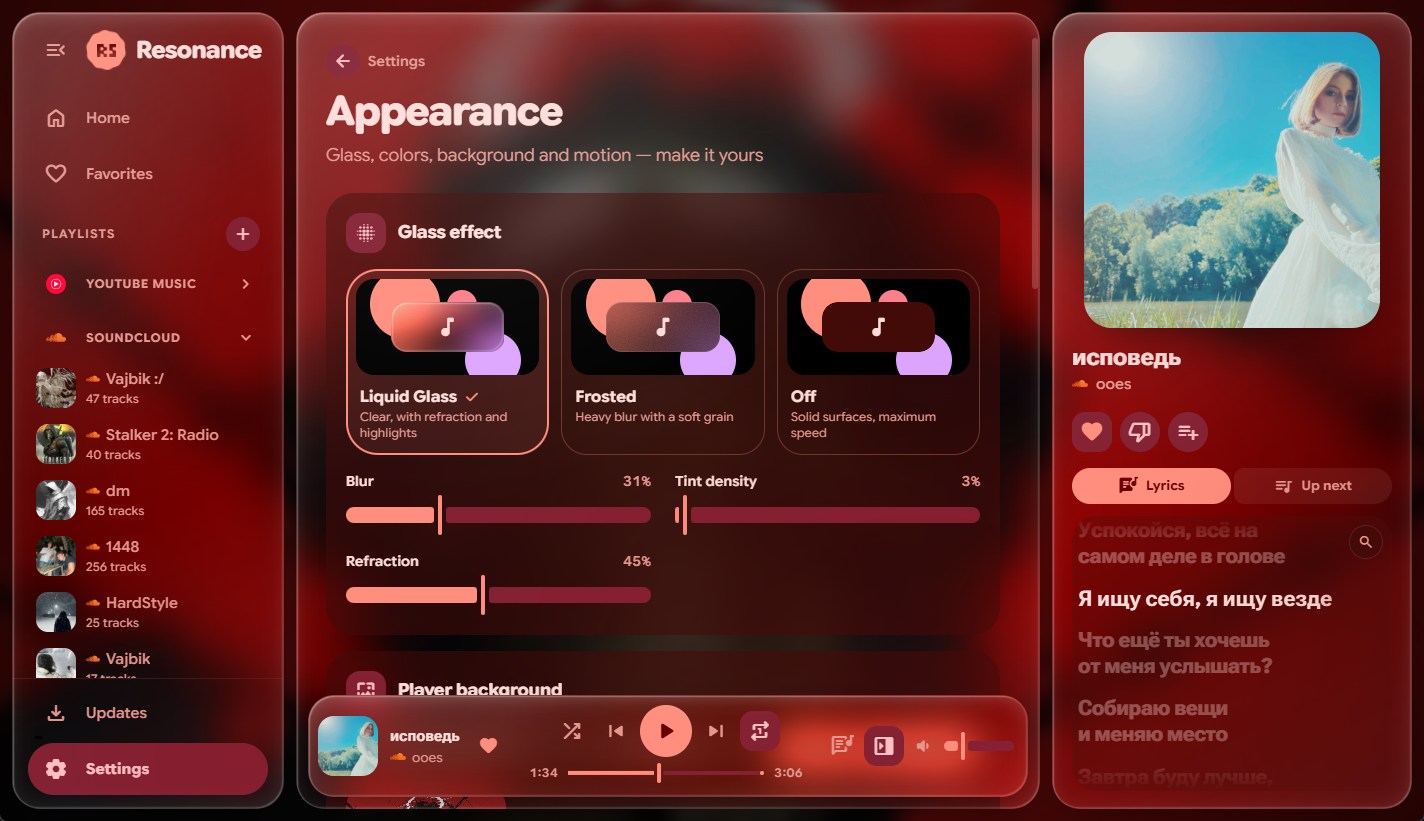 RS Resonance
Home
Favorites
PLAYLISTS
YOUTUBE MUSIC
SOUNDCLOUD
Vajbik :/
47 tracks
Stalker 2: Radio
40 tracks
dm
165 tracks
1448
256 tracks
HardStyle
25 tracks
Vajbik
17 tracks
Updates
Settings
Settings
Appearance
Glass, colors, background and motion — make it yours
Glass effect
Liquid Glass
Clear, with refraction and
highlights
Frosted
Heavy blur with a soft grain
Off
Solid surfaces, maximum
speed
Blur 31%
Tint density 3%
Refraction 45%
Player background
исповедь
ooes
1:34
3:06
исповедь
ooes
Lyrics
Up next
Успокойся, всё на
самом деле в голове
Я ищу себя, я ищу везде
Что ещё ты хочешь
от меня услышать?
Собираю вещи
и меняю место
Завтра буду лучше,